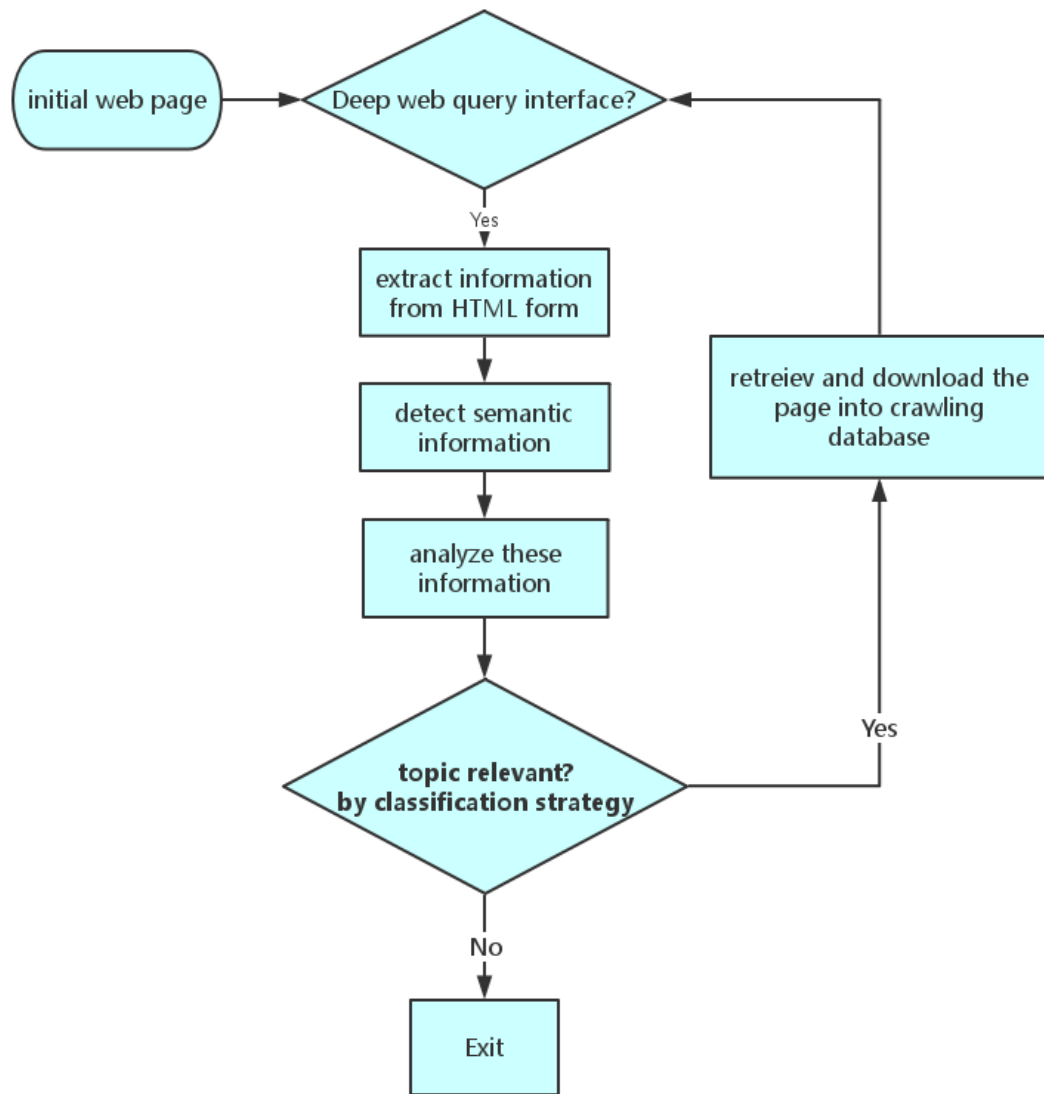 initial web page
Deep web query interface?
Yes
extract information
from HTML form
detect semantic
information
analyze these
information
topic relevant?
by classification strategy
Yes
retreiev and download the
page into crawling
database
No
Exit